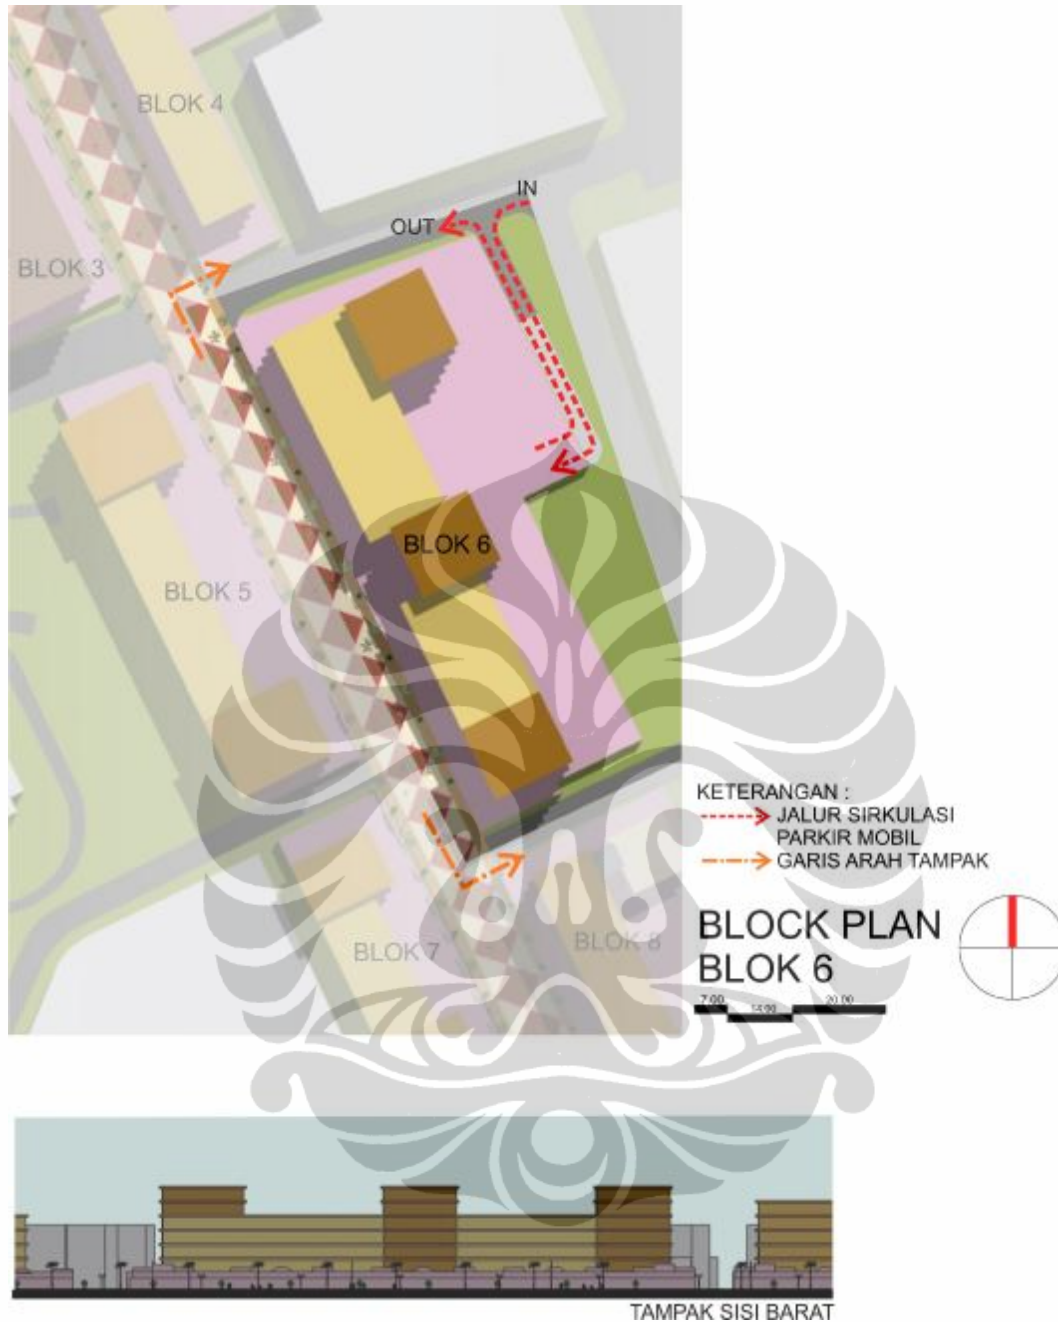 BLOK 4
IN
OUT
BLOK 3
BLOK 6
BLOK 5
KETERANGAN :
JALUR SIRKULASI
PARKIR MOBIL
GARIS ARAH TAMPAK
BLOCK PLAN
BLOK 6
BLOK 7
BLOK 8
7.00 14.00 20.00
TAMPAK SISI BARAT